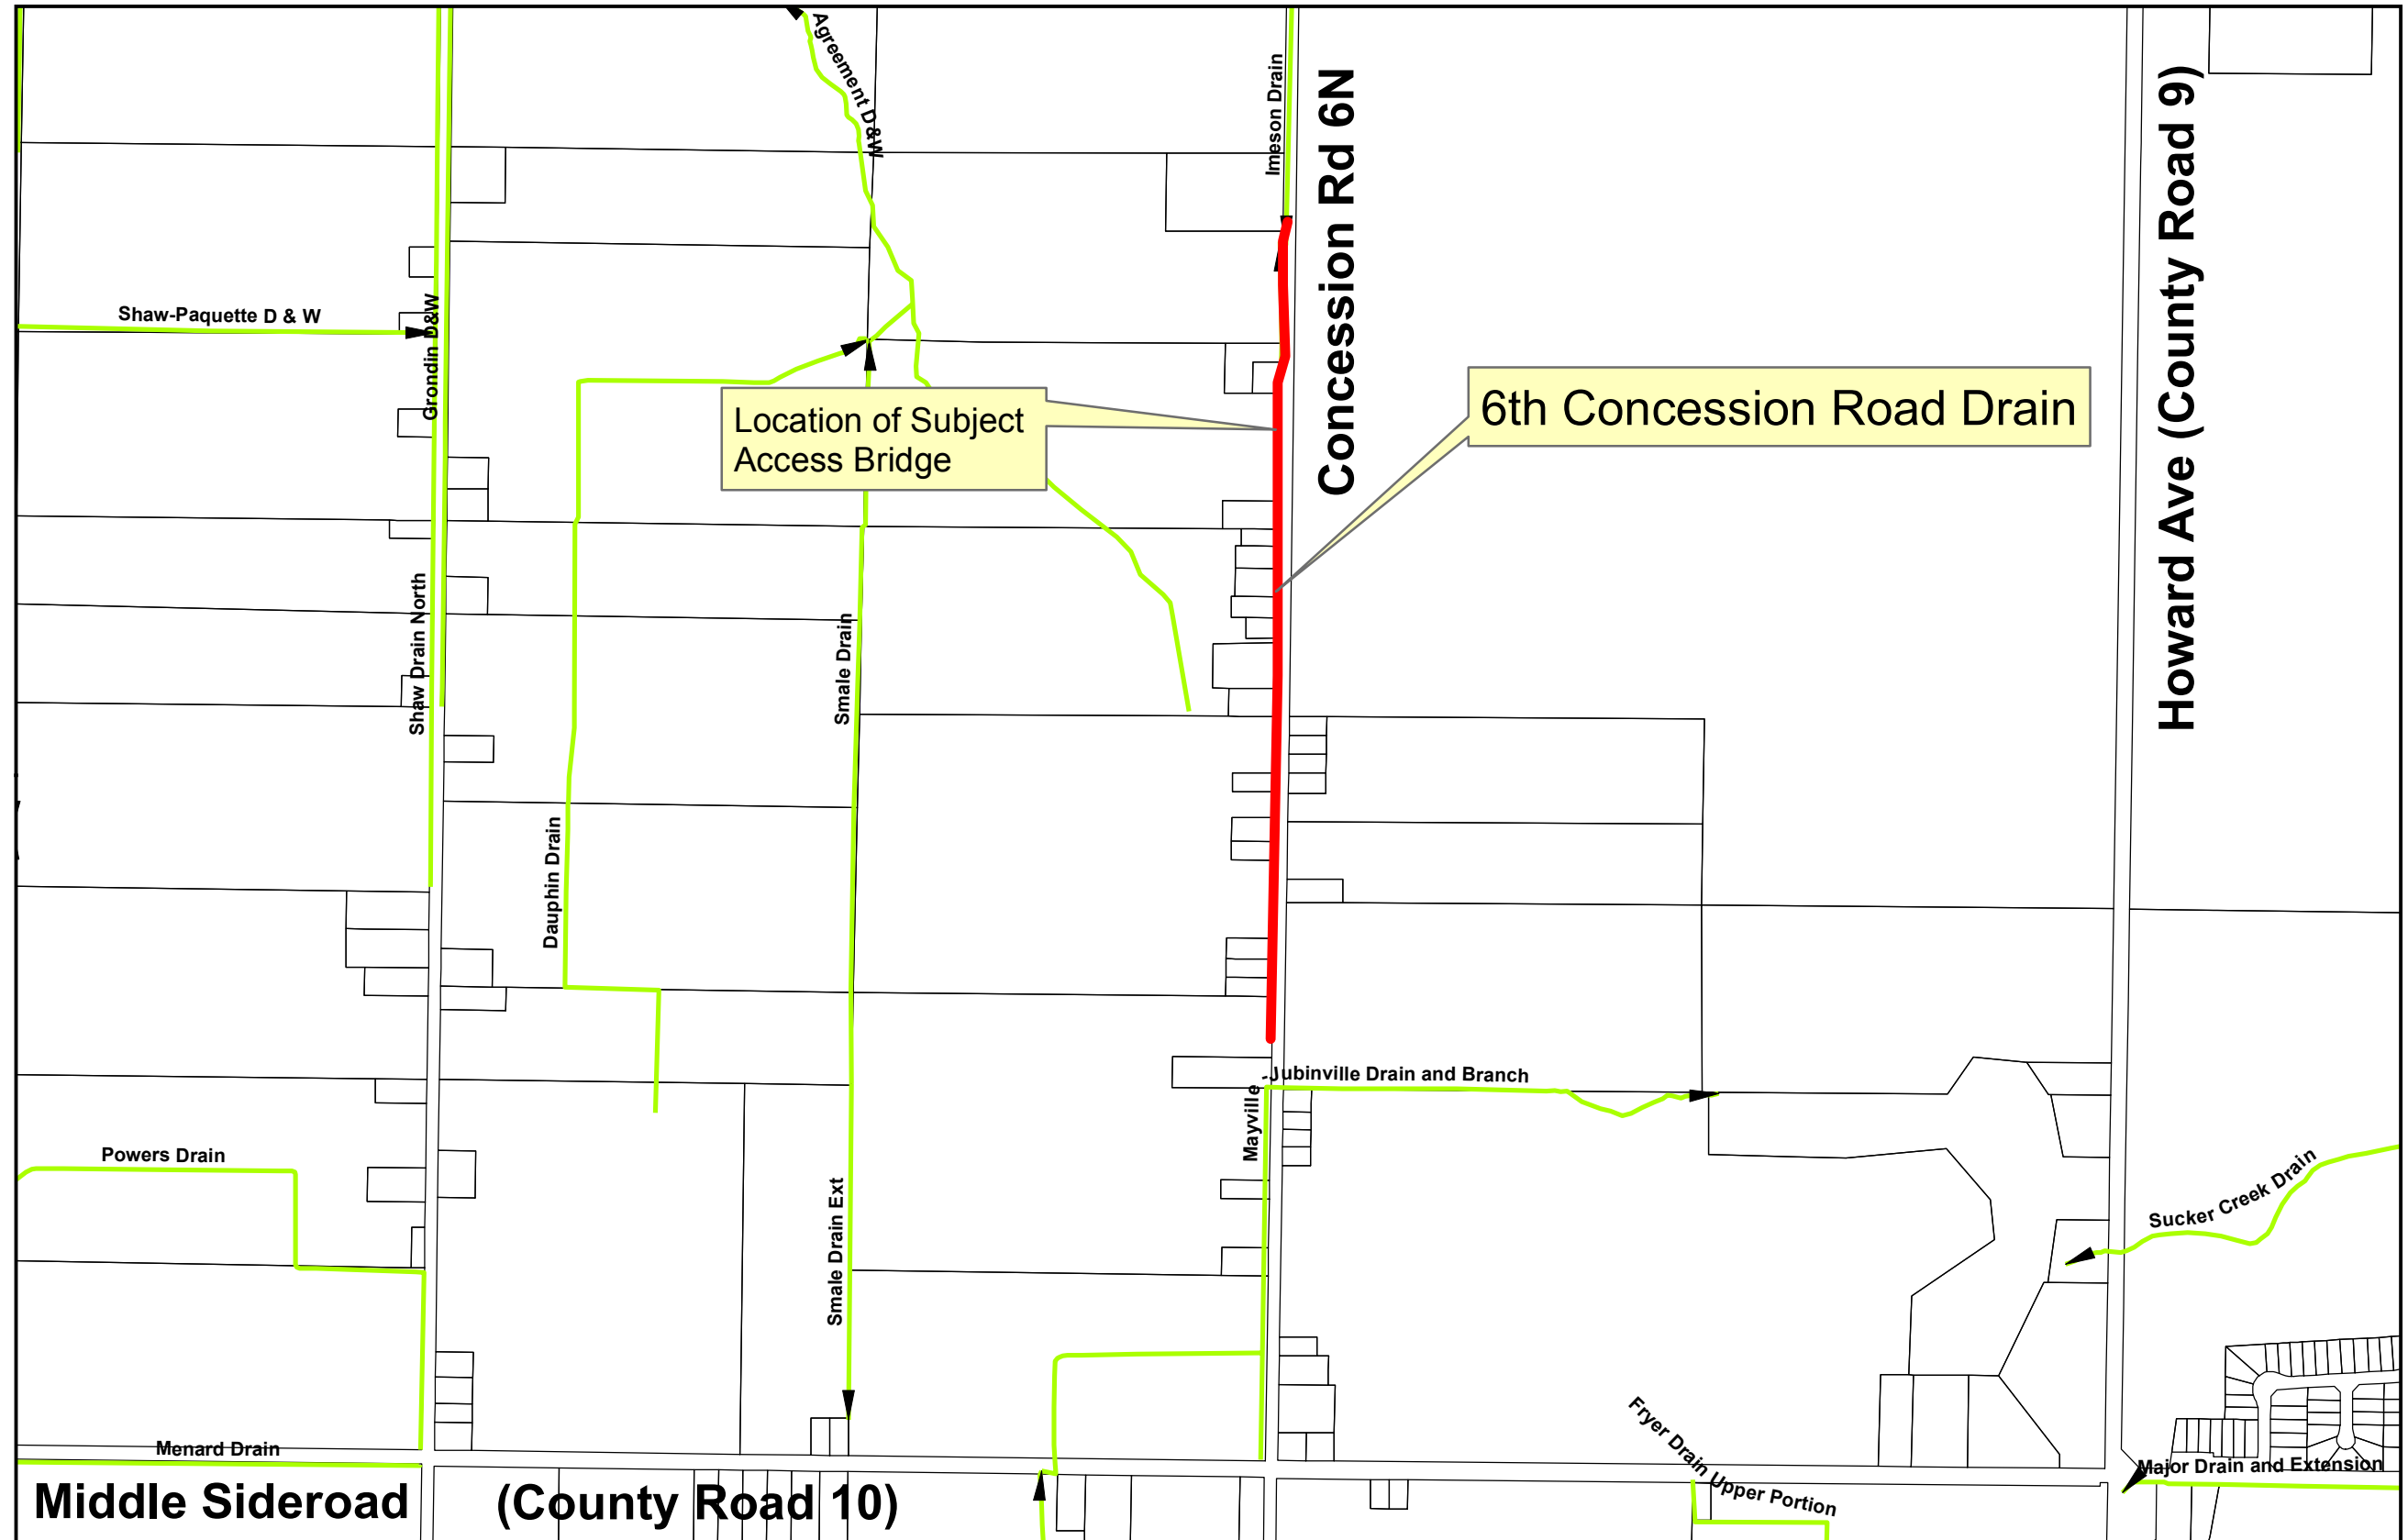 Agreement D &W
Imeson Drain
Concession Rd 6N
Howard Ave (County Road 9)
Shaw-Paquette D & W
Grondin D&W
Location of Subject
Access Bridge
6th Concession Road Drain
Shaw Drain North
Smale Drain
Dauphin Drain
Mayville -Jubinville Drain and Branch
Powers Drain
Smale Drain Ext
Sucker Creek Drain
Menard Drain
Fryer Drain Upper Portion
Major Drain and Extension
Middle Sideroad (County Road 10)